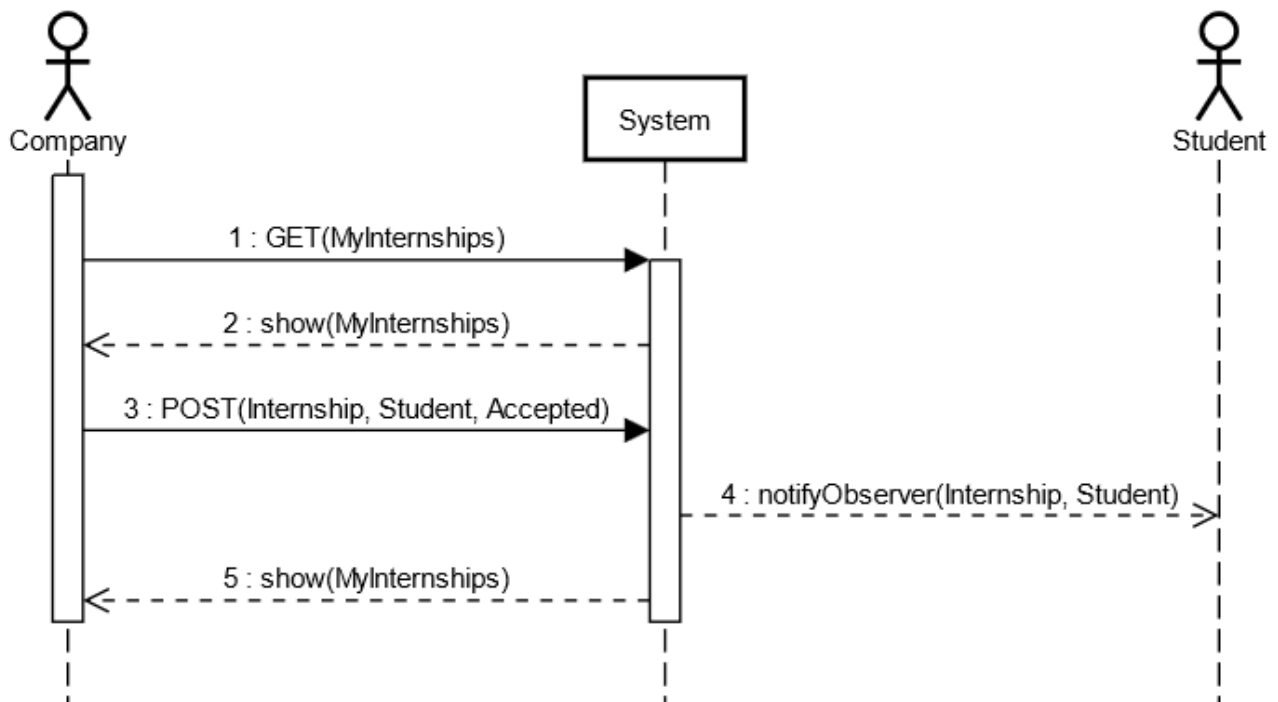 Company
System
Student
1 : GET(MyInternships)
2 : show(MyInternships)
3 : POST(Internship, Student, Accepted)
4 : notifyObserver(Internship, Student)
5 : show(MyInternships)